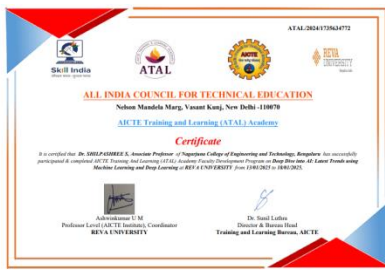 ATAL/2024/1739634772
Skill India
ATAL
AICTE
REVA
UNIVERSITY
ALL INDIA COUNCIL FOR TECHNICAL EDUCATION
Nelson Mandela Marg, Vasant Kunj, New Delhi -110070
AICTE Training and Learning (ATAL) Academy
Certificate
It is certified that Dr. SHILPASHREE S, Associate Professor of Nagarjuna College of Engineering and Technology, Bengaluru has successfully
participated & completed AICTE Training And Learning (ATAL) Academy Faculty Development Program on Deep Dive into AI: Latest Trends using
Machine Learning and Deep Learning at REVA UNIVERSITY from 13/01/2025 to 18/01/2025.
Ashwinkumar U M
Professor Level (AICTE Institute), Coordinator
REVA UNIVERSITY
Dr. Sunil Luthra
Director & Bureau Head
Training and Learning Bureau, AICTE